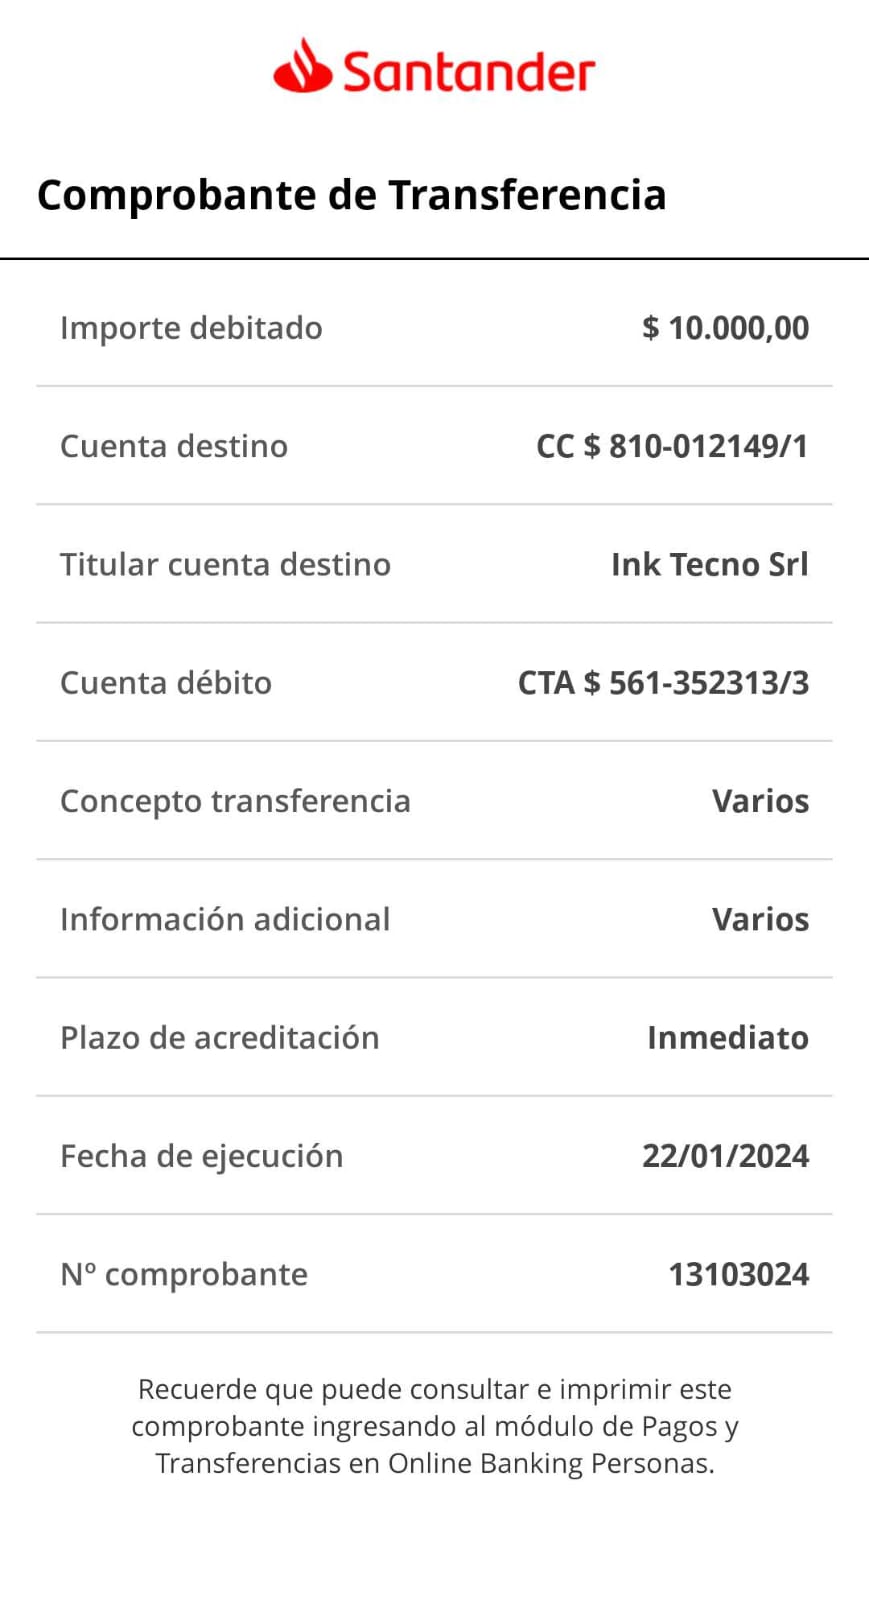 Santander
Comprobante de Transferencia
Importe debitado $ 10.000,00
Cuenta destino CC $ 810-012149/1
Titular cuenta destino Ink Tecno Srl
Cuenta débito CTA $ 561-352313/3
Concepto transferencia Varios
Información adicional Varios
Plazo de acreditación Inmediato
Fecha de ejecución 22/01/2024
Nº comprobante 13103024
Recuerde que puede consultar e imprimir este
comprobante ingresando al módulo de Pagos y
Transferencias en Online Banking Personas.